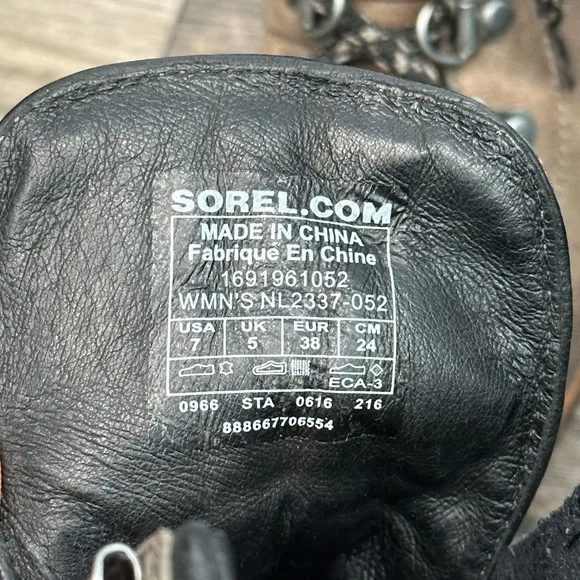 SOREL.COM
MADE IN CHINA
Fabriqué En Chine
1691961052
WMN'S NL2337-052
USA UK EUR CM
7 5 38 24
ECA-3
0966 STA 0616 216
888667706554